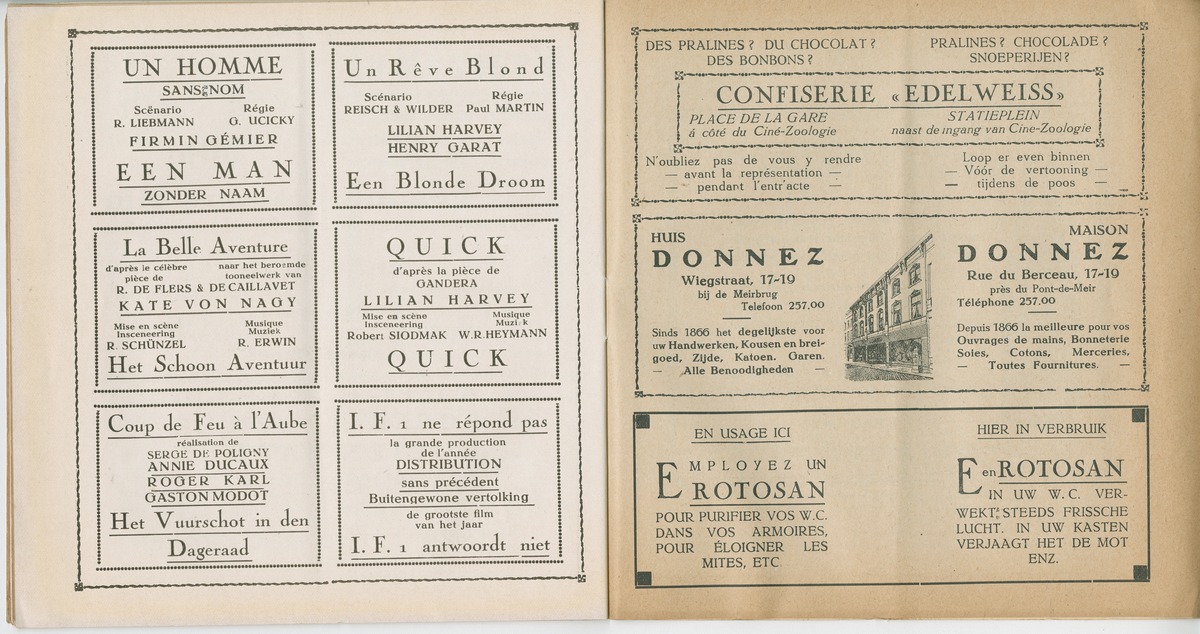 UN HOMME
SANS NOM
Scënario
R. LIEBMANN
Régie
G. UCICKY
FIRMIN GÉMIER
EEN MAN
ZONDER NAAM
Un Rêve Blond
Scénario
REISCH & WILDER
Régie
Paul MARTIN
LILIAN HARVEY
HENRY GARAT
Een Blonde Droom
La Belle Aventure
d'après le célèbre
pièce de
naar het beroemde
tooneelwerk van
R. DE FLERS & DE CAILLAVET
KATE VON NAGY
Mise en scène
Insceneering
R. SCHÜNZEL
Musique
Muziek
R. ERWIN
Het Schoon Avontuur
QUICK
d'après la pièce de
GANDERA
LILIAN HARVEY
Mise en scène
Insceneering
Robert SIODMAK
Musique
Muziek
W.R.HEYMANN
QUICK
Coup de Feu à l'Aube
réalisation de
SERGE DE POLIGNY
ANNIE DUCAUX
ROGER KARL
GASTON MODOT
Het Vuurschot in den
Dageraad
I. F. 1 ne répond pas
la grande production
de l'année
DISTRIBUTION
sans précédent
Buitengewone vertolking
de grootste film
van het jaar
I. F. 1 antwoordt niet
DES PRALINES? DU CHOCOLAT?
DES BONBONS?
PRALINES? CHOCOLADE?
SNOEPERIJEN?
CONFISERIE «EDELWEISS»
PLACE DE LA GARE
á côté du Ciné-Zoologie
STATIEPLEIN
naast de ingang van Cine-Zoologie
N'oubliez pas de vous y rendre
— avant la représentation —
— pendant l'entr'acte —
Loop er even binnen
— Vóór de vertooning —
— tijdens de poos —
HUIS
DONNEZ
Wiegstraat, 17-19
bij de Meirbrug
Telefoon 257.00
Sinds 1866 het degelijkste voor
uw Handwerken, Kousen en brei-
goed, Zijde, Katoen. Garen.
— Alle Benoodigheden —
MAISON
DONNEZ
Rue du Berceau, 17-19
près du Pont-de-Meir
Téléphone 257.00
Depuis 1866 la meilleure pour vos
Ouvrages de mains, Bonneterie
Soies, Cotons, Merceries,
— Toutes Fournitures. —
EN USAGE ICI
EMPLOYEZ UN
ROTOSAN
POUR PURIFIER VOS W.C.
DANS VOS ARMOIRES,
POUR ÉLOIGNER LES
MITES, ETC.
HIER IN VERBRUIK
Een ROTOSAN
IN UW W.C. VER-
WEKT STEEDS FRISSCHE
LUCHT. IN UW KASTEN
VERJAAGT HET DE MOT
ENZ.